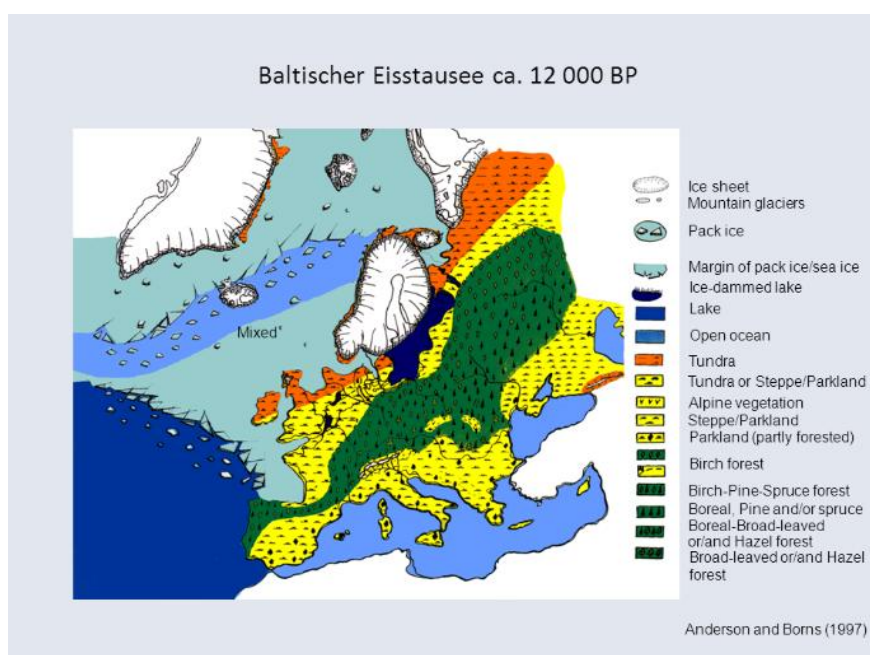 Baltischer Eisstausee ca. 12 000 BP
?
Mixed"
Ice sheet
Mountain glaciers
Pack ice
Margin of pack ice/sea ice
Ice-dammed lake
Lake
Open ocean
Tundra
Tundra or Steppe/Parkland
Alpine vegetation
Steppe/Parkland
Parkland (partly forested)
Birch forest
Birch-Pine-Spruce forest
Boreal, Pine and/or spruce
Boreal-Broad-leaved
or/and Hazel forest
Broad-leaved or/and Hazel
forest
Anderson and Borns (1997)